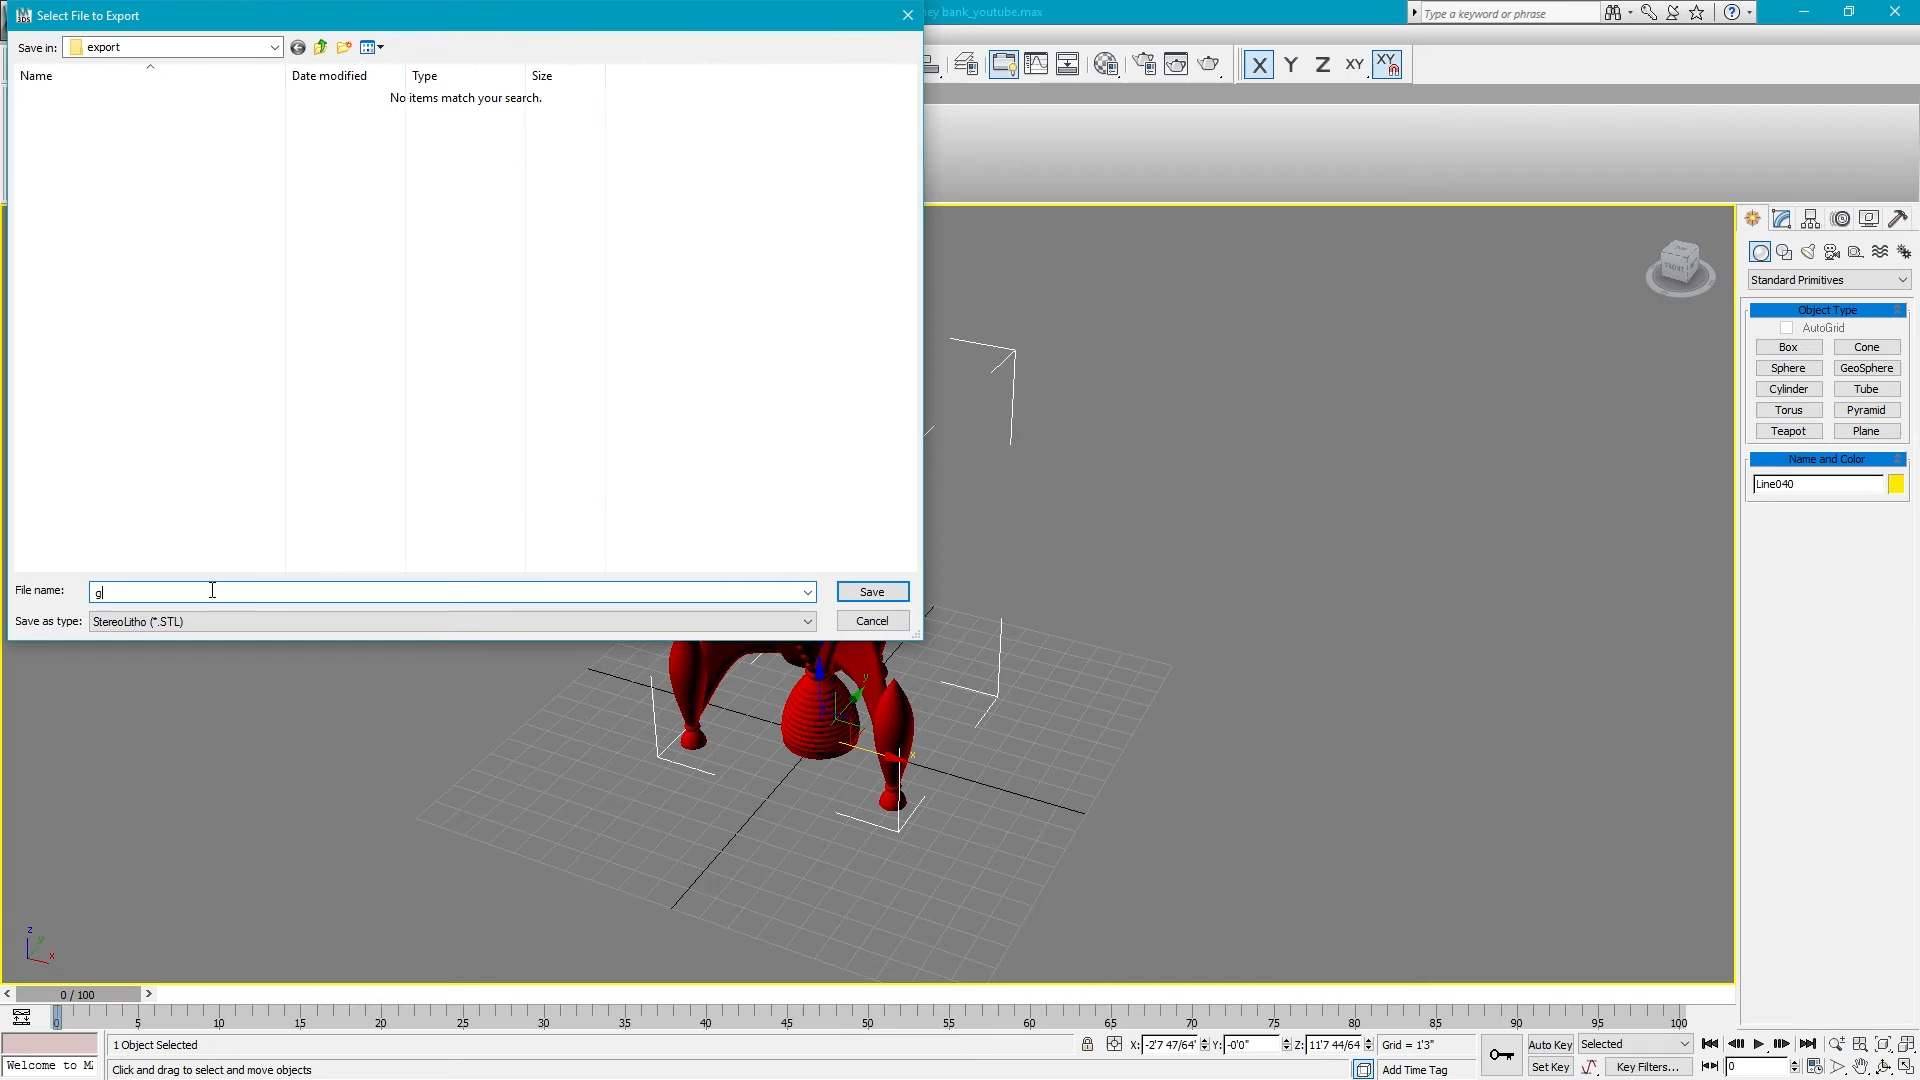 Select File to Export
ney bank_youtube.max
Type a keyword or phrase
Save in: export
Name Date modified Type Size
No items match your search.
X Y Z XY XY
File name: g Save
Save as type: StereoLitho (*.STL) Cancel
FRONT
Standard Primitives
Object Type
AutoGrid
Box Cone
Sphere GeoSphere
Cylinder Tube
Torus Pyramid
Teapot Plane
Name and Color
Line040
y
x
z
y
x
0 / 100
0 5 10 15 20 25 30 35 40 45 50 55 60 65 70 75 80 85 90 95 100
1 Object Selected X: -2'7 47/64" Y: -0'0" Z: 11'7 44/64 Grid = 1'3" Auto Key Selected
Welcome to M Click and drag to select and move objects Add Time Tag Set Key Key Filters... 0